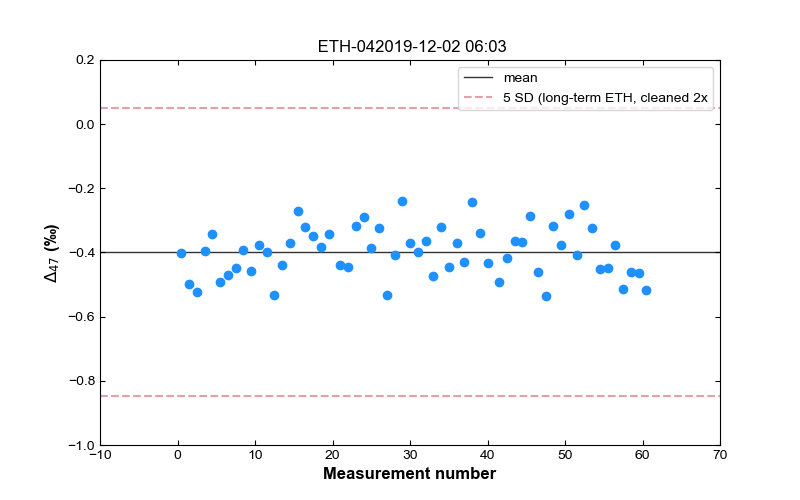 ETH-042019-12-02 06:03
mean
5 SD (long-term ETH, cleaned 2x
Δ47 (‰)
0.2
0.0
−0.2
−0.4
−0.6
−0.8
−1.0
−10 0 10 20 30 40 50 60 70
Measurement number